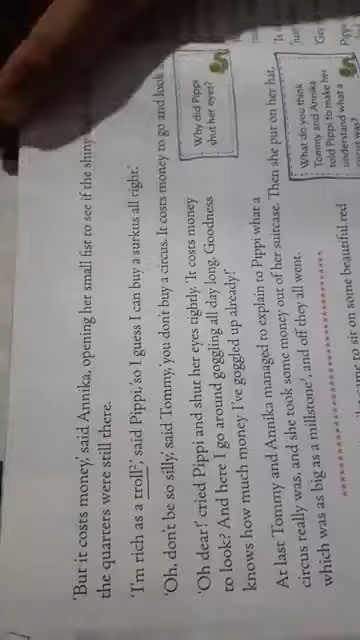 'But it costs money,' said Annika, opening her small fist to see if the shiny
the quarters were still there.
'I'm rich as a troll²,' said Pippi, 'so I guess I can buy a surkus all right.'
'Oh, don't be so silly,' said Tommy, 'you don't buy a circus. It costs money to go and look
'Oh dear!' cried Pippi and shut her eyes tightly. 'It costs money
to look? And here I go around goggling all day long. Goodness
knows how much money I've goggled up already!'
Why did Pippi
shut her eyes?
At last Tommy and Annika managed to explain to Pippi what a
circus really was, and she took some money out of her suitcase. Then she put on her hat,
which was as big as a millstone³, and off they all went.
What do you think
Tommy and Annika
told Pippi to make her
understand what a
circus was?
to sit on some beautiful red
'Is
Pippi